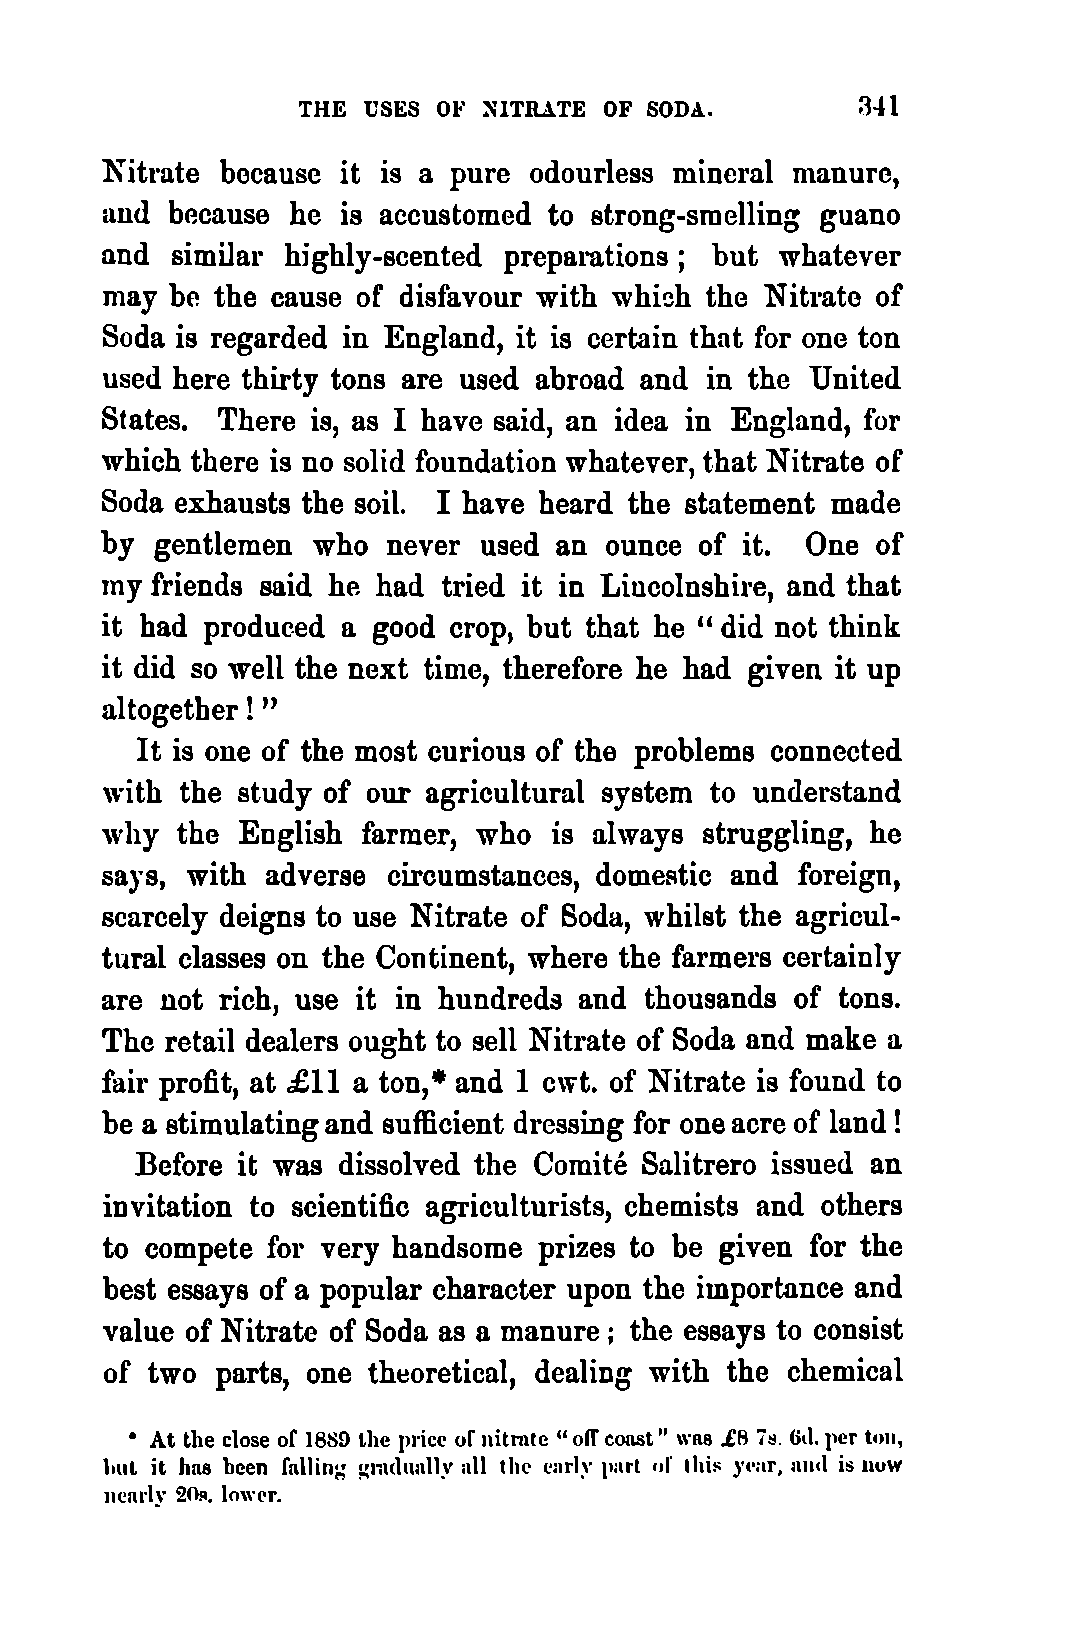 THE USES OF NITRATE OF SODA. 341
Nitrate because it is a pure odourless mineral manure,
and because he is accustomed to strong-smelling guano
and similar highly-scented preparations; but whatever
may be the cause of disfavour with which the Nitrate of
Soda is regarded in England, it is certain that for one ton
used here thirty tons are used abroad and in the United
States. There is, as I have said, an idea in England, for
which there is no solid foundation whatever, that Nitrate of
Soda exhausts the soil. I have heard the statement made
by gentlemen who never used an ounce of it. One of
my friends said he had tried it in Lincolnshire, and that
it had produced a good crop, but that he "did not think
it did so well the next time, therefore he had given it up
altogether!"
It is one of the most curious of the problems connected
with the study of our agricultural system to understand
why the English farmer, who is always struggling, he
says, with adverse circumstances, domestic and foreign,
scarcely deigns to use Nitrate of Soda, whilst the agricul-
tural classes on the Continent, where the farmers certainly
are not rich, use it in hundreds and thousands of tons.
The retail dealers ought to sell Nitrate of Soda and make a
fair profit, at £11 a ton,* and 1 cwt. of Nitrate is found to
be a stimulating and sufficient dressing for one acre of land!
Before it was dissolved the Comité Salitrero issued an
invitation to scientific agriculturists, chemists and others
to compete for very handsome prizes to be given for the
best essays of a popular character upon the importance and
value of Nitrate of Soda as a manure; the essays to consist
of two parts, one theoretical, dealing with the chemical
* At the close of 1889 the price of nitrate "off coast" was £8 7s. 6d. per ton,
but it has been falling gradually all the early part of this year, and is now
nearly 20s. lower.